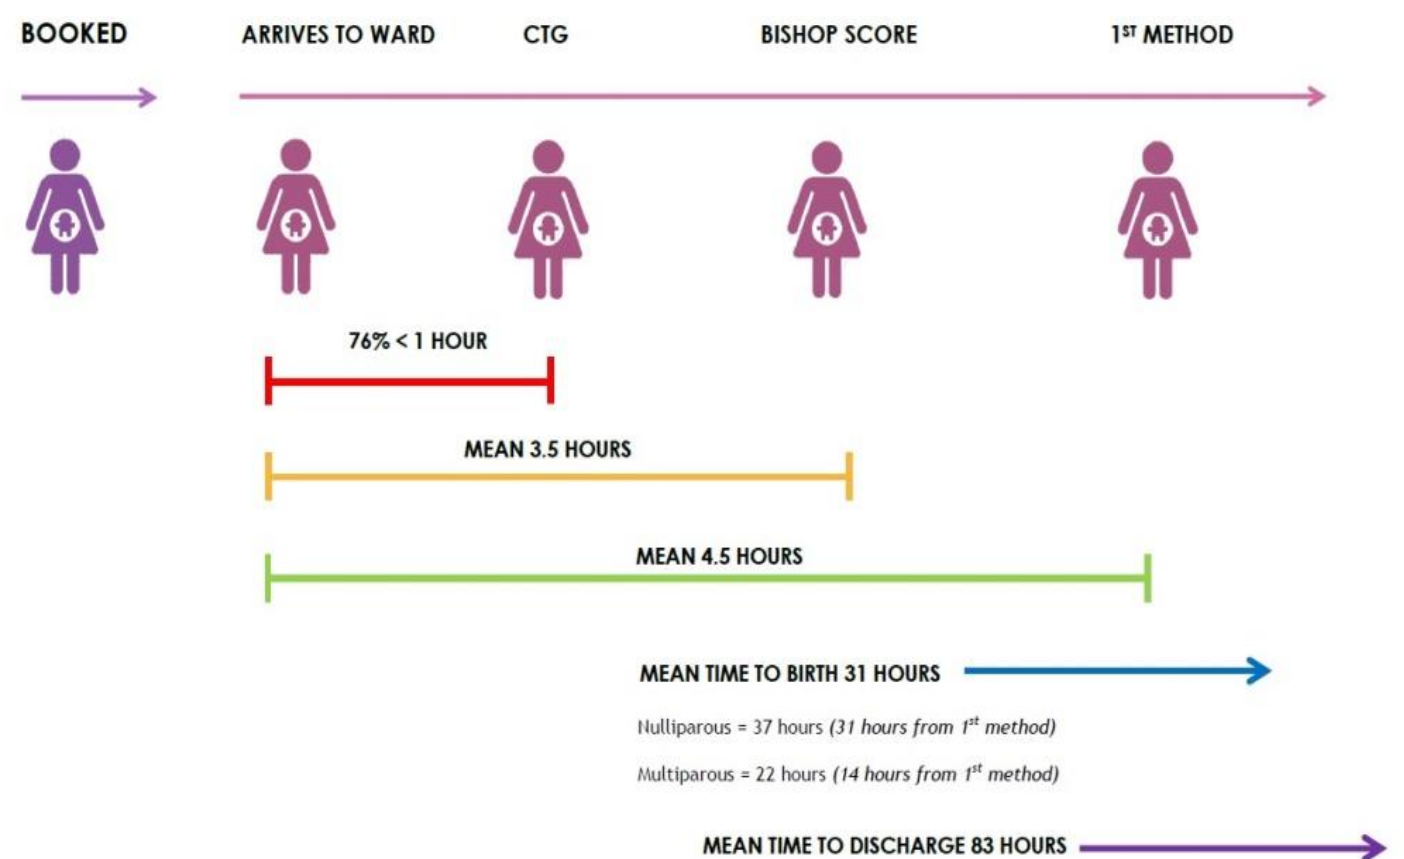 BOOKED ARRIVES TO WARD CTG BISHOP SCORE 1ST METHOD
76% < 1 HOUR
MEAN 3.5 HOURS
MEAN 4.5 HOURS
MEAN TIME TO BIRTH 31 HOURS
Nulliparous = 37 hours (31 hours from 1st method)
Multiparous = 22 hours (14 hours from 1st method)
MEAN TIME TO DISCHARGE 83 HOURS